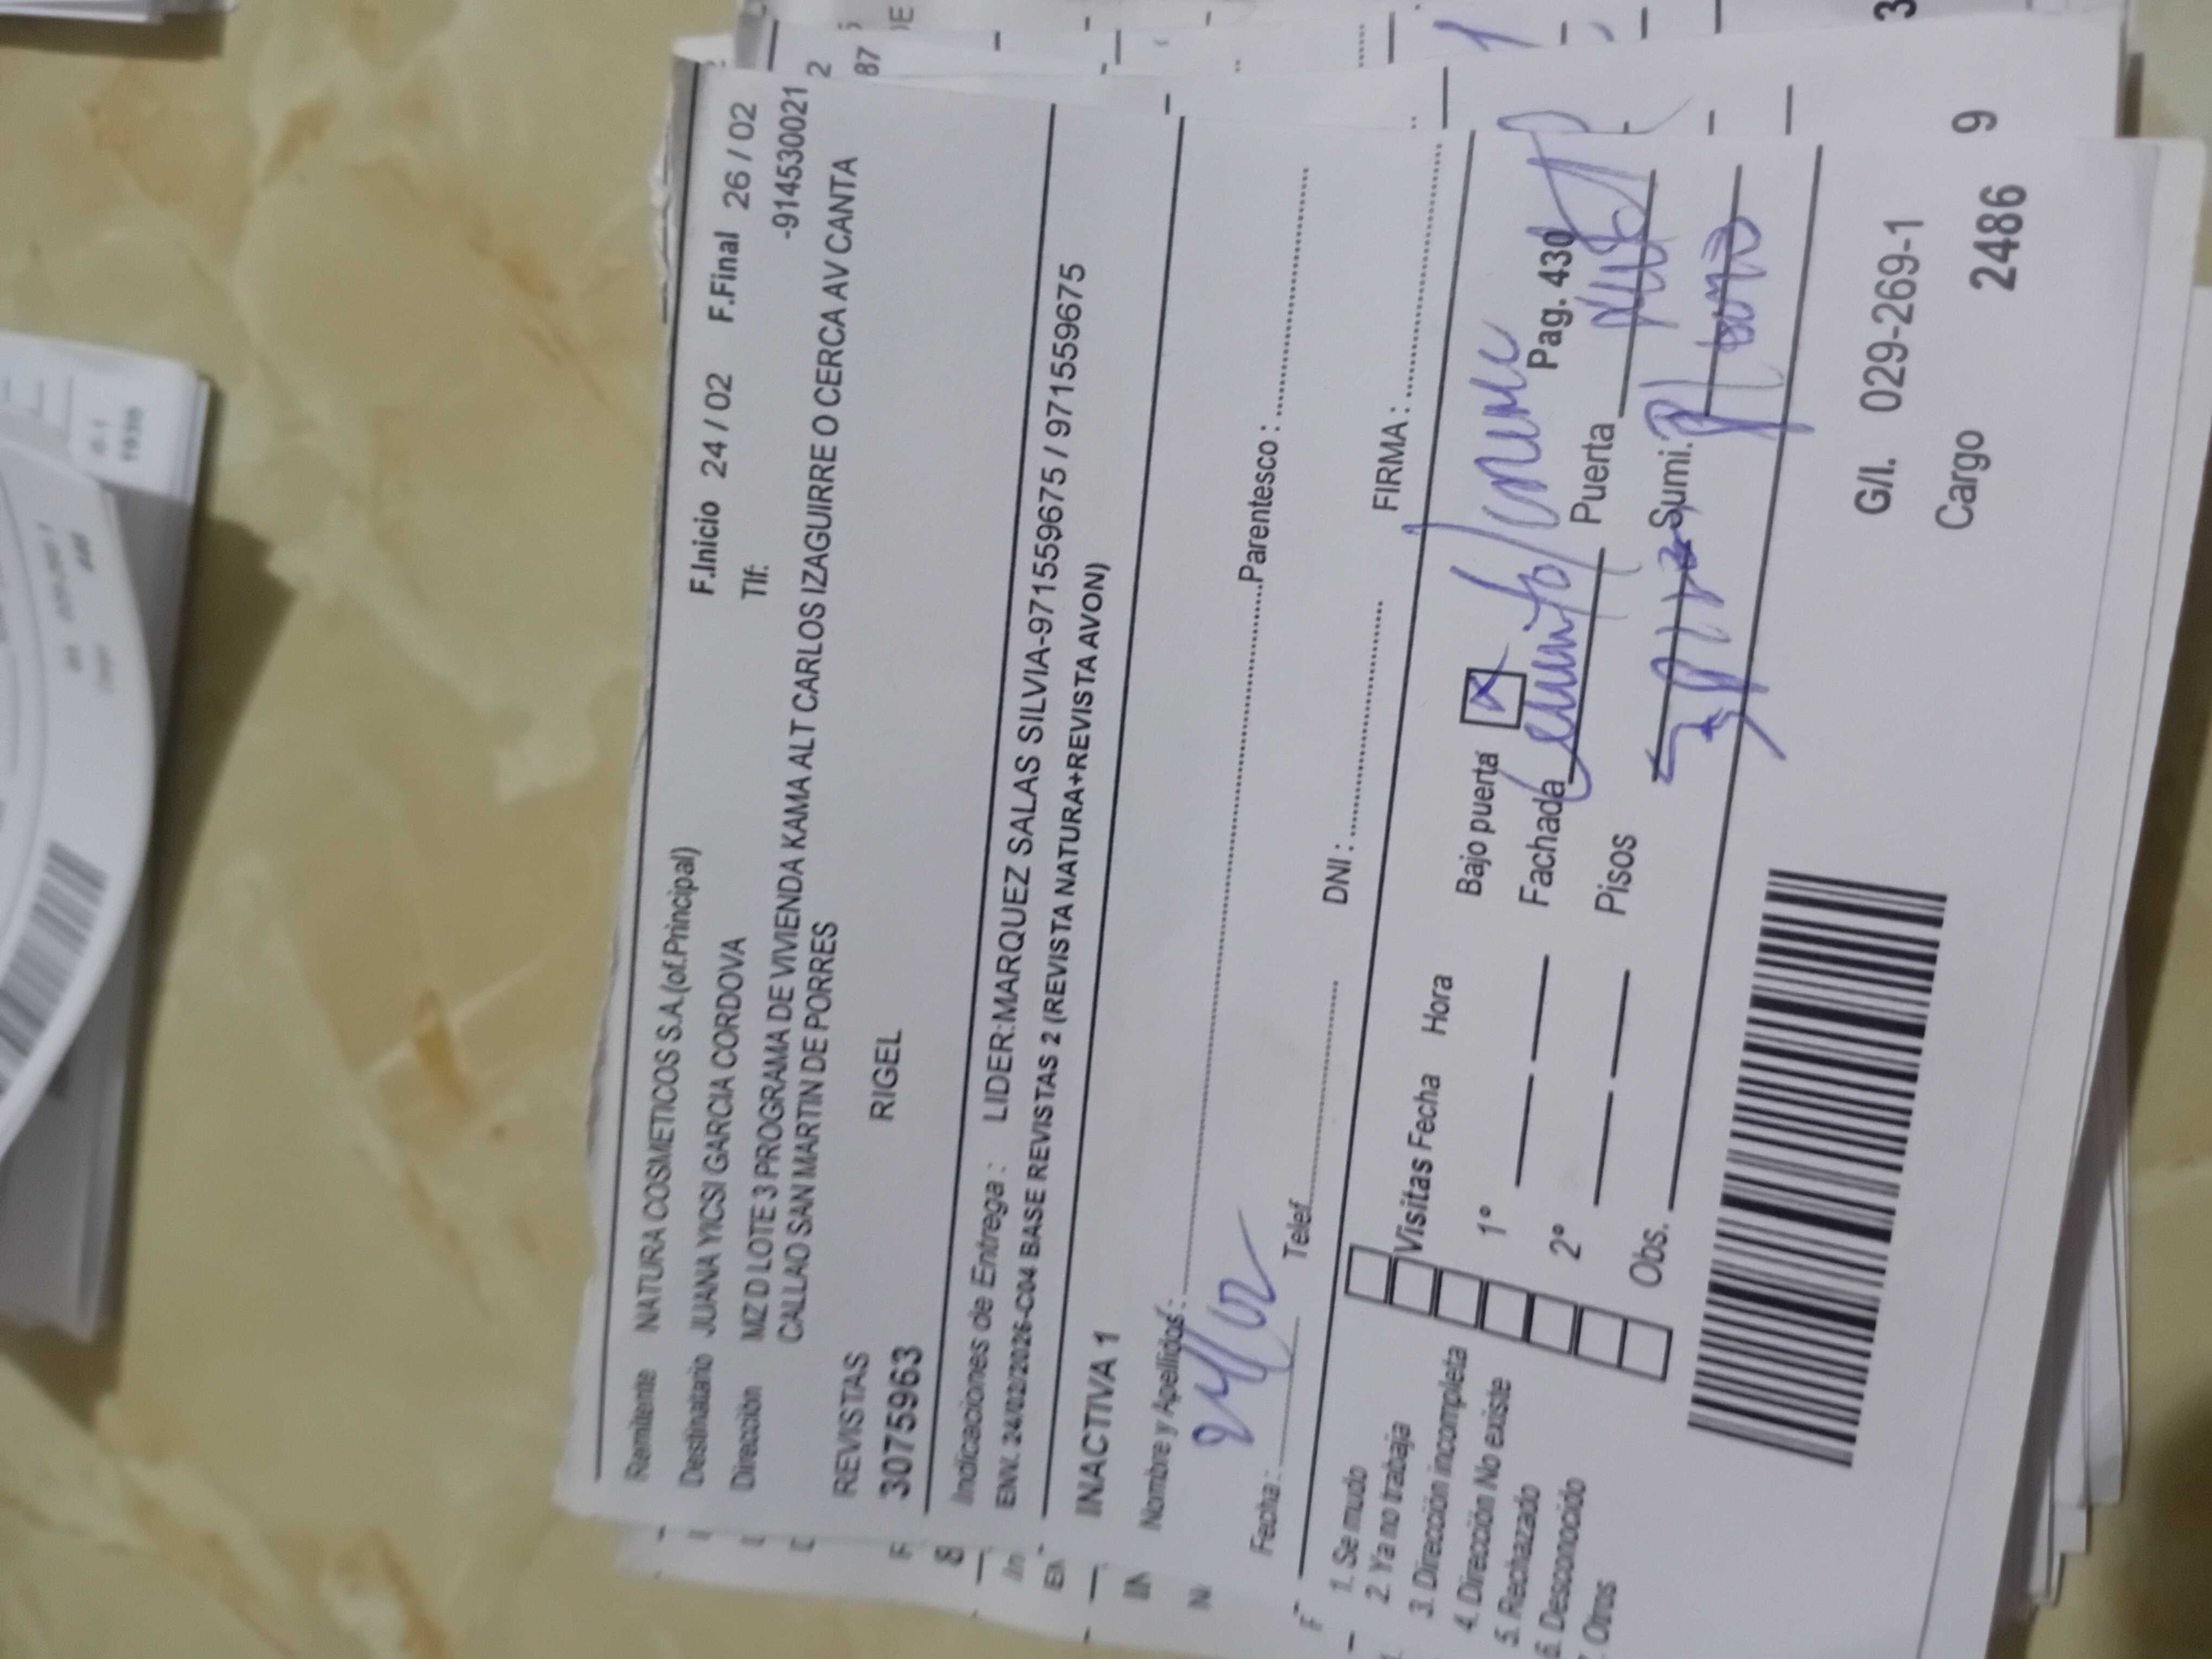 Remitente NATURA COSMETICOS S.A.(of.Principal) F.Inicio 24 / 02 F.Final 26 / 02
Destinatario JUANA YICSI GARCIA CORDOVA Tlf: -914530021
Dirección MZ D LOTE 3 PROGRAMA DE VIVIENDA KAMA ALT CARLOS IZAGUIRRE O CERCA AV CANTA
CALLAO SAN MARTIN DE PORRES
REVISTAS RIGEL
3075963
Indicaciones de Entrega : LIDER:MARQUEZ SALAS SILVIA-971559675 / 971559675
ENV. 24/02/2026-C04 BASE REVISTAS 2 (REVISTA NATURA+REVISTA AVON)
INACTIVA 1
Nombre y Apellidos : Parentesco :
Fecha : 24/02 Telef. DNI : FIRMA :
1. Se mudo
2. Ya no trabaja
3. Dirección incompleta
4. Dirección No existe
5. Rechazado
6. Desconocido
7. Otros
Visitas Fecha Hora Bajo puerta X
1° Fachada Pag. 430
2° Pisos Puerta
Obs. Sumi.
G/I. 029-269-1
Cargo 2486 9